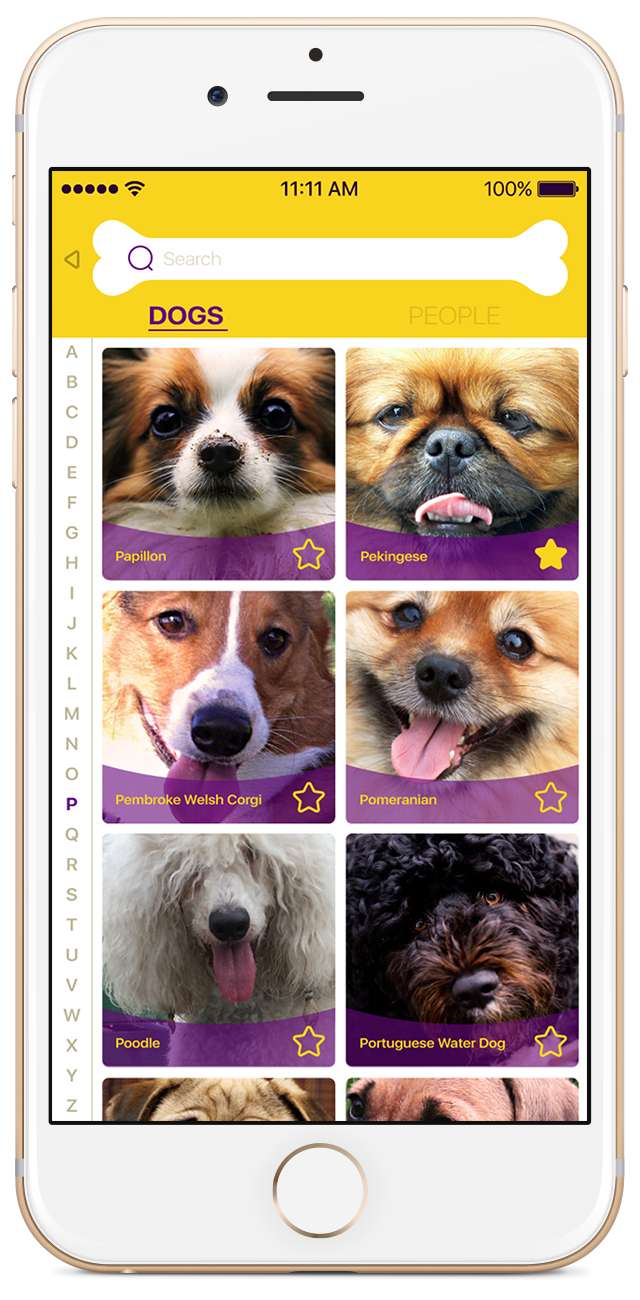 11:11 AM 100%
Search
DOGS PEOPLE
A
B
C
D
E
F
G
H
I
J
K
L
M
N
O
P
Q
R
S
T
U
V
W
X
Y
Z
Papillon
Pekingese
Pembroke Welsh Corgi
Pomeranian
Poodle
Portuguese Water Dog